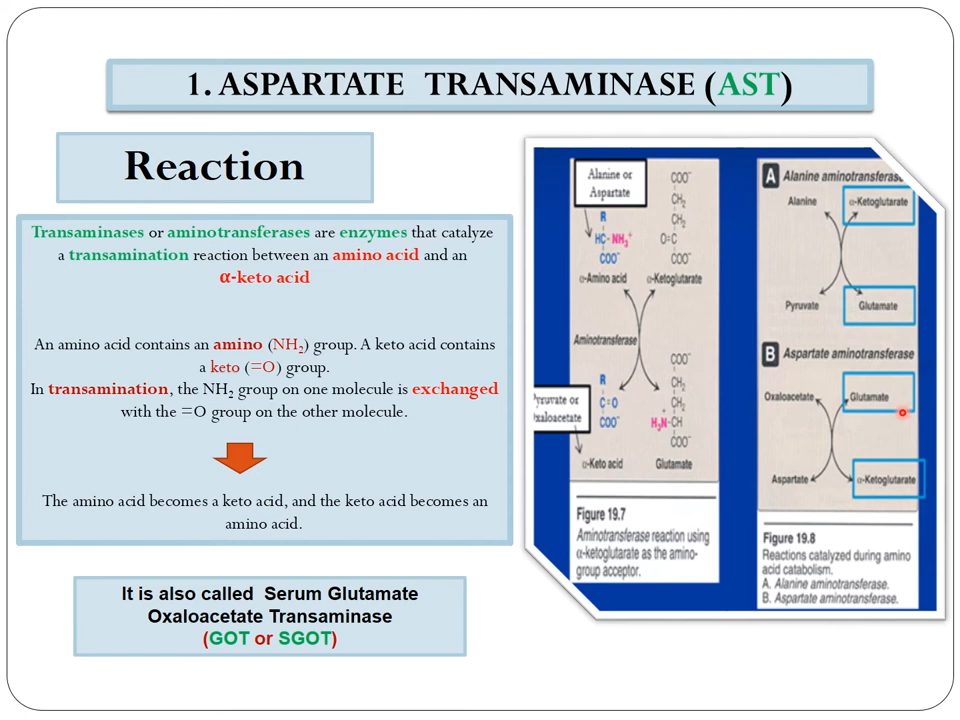 1. ASPARTATE TRANSAMINASE (AST)
Reaction
Transaminases or aminotransferases are enzymes that catalyze
a transamination reaction between an amino acid and an
α-keto acid
An amino acid contains an amino (NH₂) group. A keto acid contains
a keto (=O) group.
In transamination, the NH₂ group on one molecule is exchanged
with the =O group on the other molecule.
The amino acid becomes a keto acid, and the keto acid becomes an
amino acid.
It is also called Serum Glutamate
Oxaloacetate Transaminase
(GOT or SGOT)
Alanine or
Aspartate
R
HC-NH₃⁺
COO⁻
α-Amino acid
COO⁻
CH₂
CH₂
O=C
COO⁻
α-Ketoglutarate
Aminotransferase
Pyruvate or
Oxaloacetate
R
C=O
COO⁻
α-Keto acid
COO⁻
CH₂
CH₂
H₃N⁺-CH
COO⁻
Glutamate
Figure 19.7
Aminotransferase reaction using
α-ketoglutarate as the amino-
group acceptor.
A Alanine aminotransferase
Alanine α-Ketoglutarate
Pyruvate Glutamate
B Aspartate aminotransferase
Oxaloacetate Glutamate
Aspartate α-Ketoglutarate
Figure 19.8
Reactions catalyzed during amino
acid catabolism.
A. Alanine aminotransferase.
B. Aspartate aminotransferase.